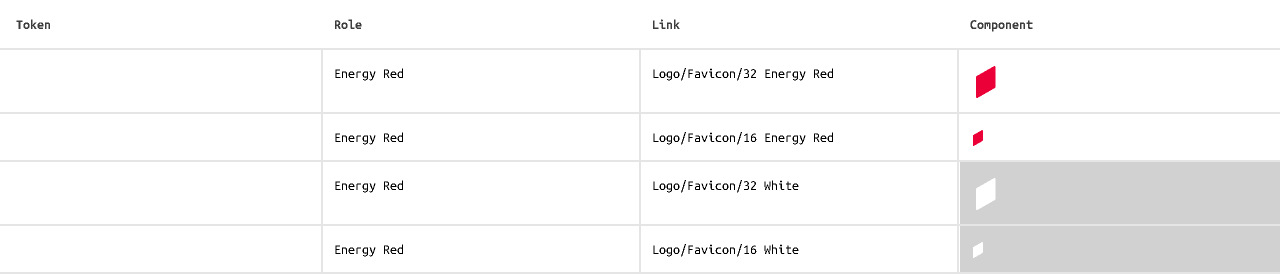 Token Role Link Component
Energy Red Logo/Favicon/32 Energy Red
Energy Red Logo/Favicon/16 Energy Red
Energy Red Logo/Favicon/32 White
Energy Red Logo/Favicon/16 White